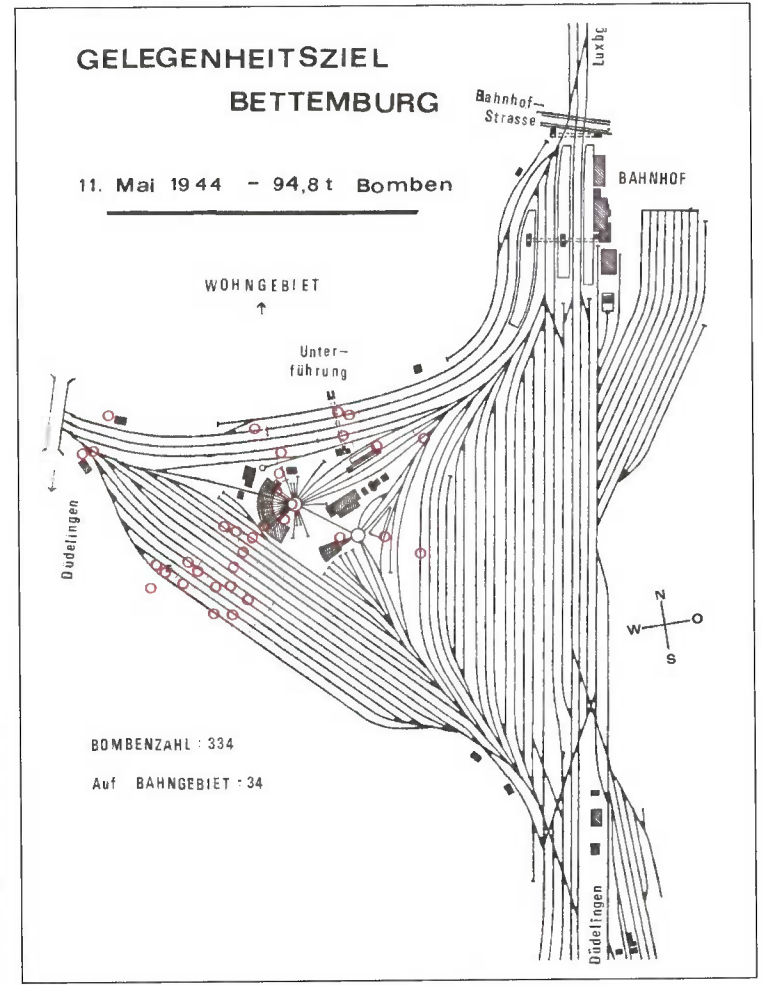 GELEGENHEITSZIEL
BETTEMBURG
11. Mai 1944 - 94,8t Bomben
Luxbg
Bahnhof-
Strasse
BAHNHOF
WOHNGEBIET
Unter-
führung
Düdelingen
N
W
O
S
BOMBENZAHL : 334
Auf BAHNGEBIET : 34
Düdelingen